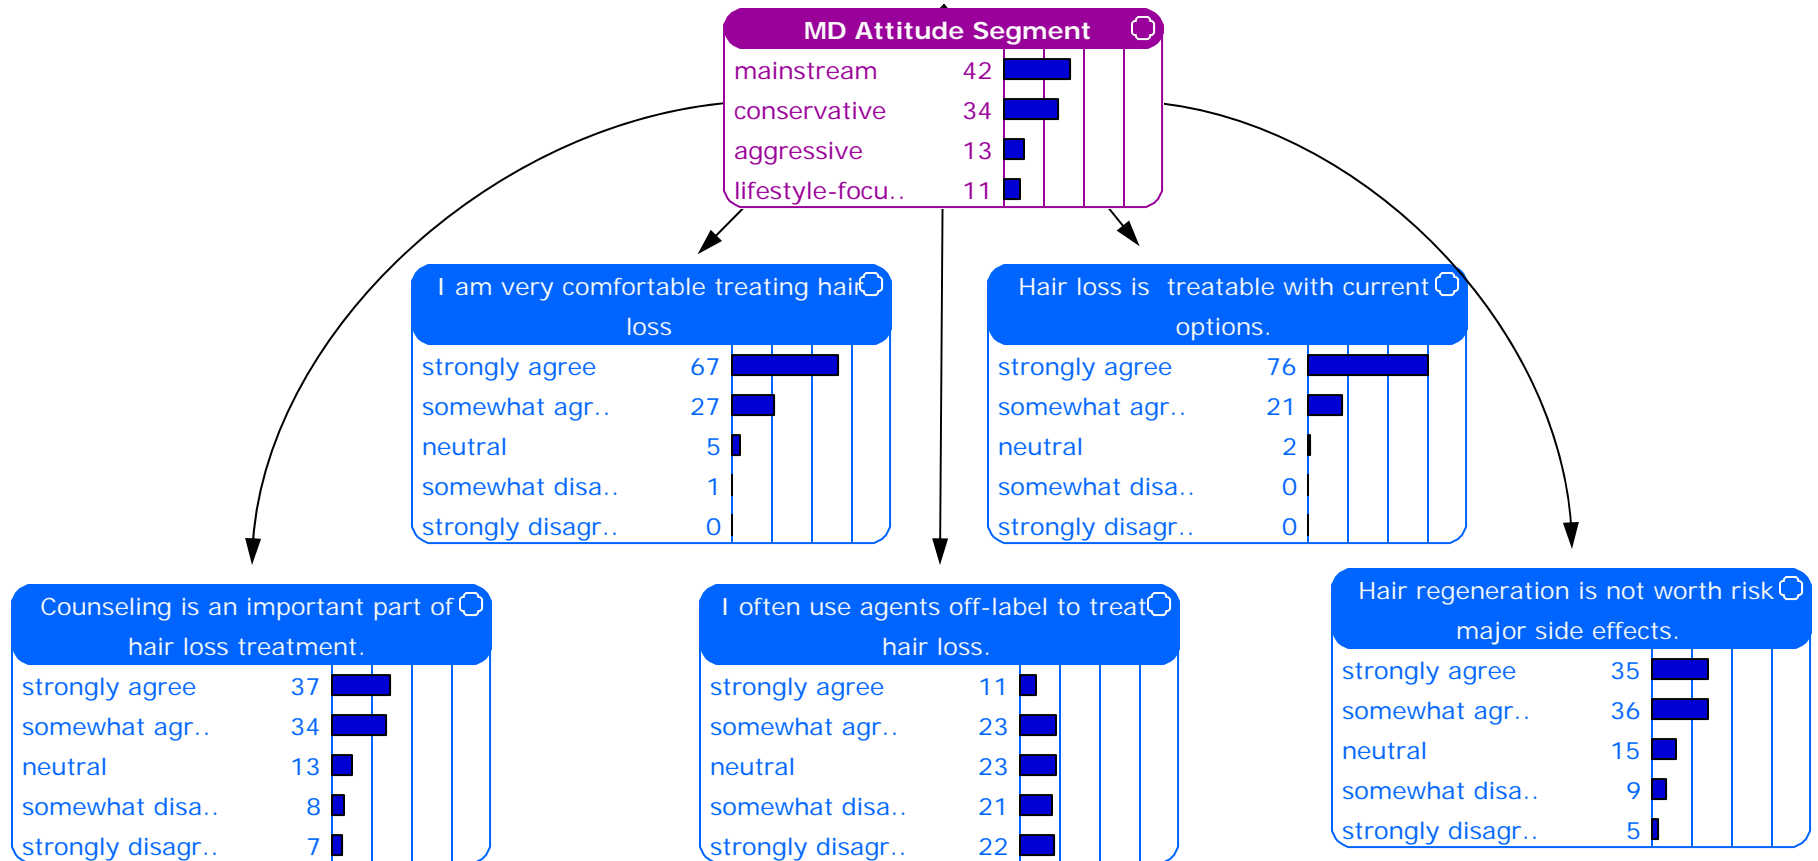 MD Attitude Segment
mainstream 42
conservative 34
aggressive 13
lifestyle-focu.. 11
I am very comfortable treating hair
loss
strongly agree 67
somewhat agr.. 27
neutral 5
somewhat disa.. 1
strongly disagr.. 0
Hair loss is treatable with current
options.
strongly agree 76
somewhat agr.. 21
neutral 2
somewhat disa.. 0
strongly disagr.. 0
Counseling is an important part of
hair loss treatment.
strongly agree 37
somewhat agr.. 34
neutral 13
somewhat disa.. 8
strongly disagr.. 7
I often use agents off-label to treat
hair loss.
strongly agree 11
somewhat agr.. 23
neutral 23
somewhat disa.. 21
strongly disagr.. 22
Hair regeneration is not worth risk
major side effects.
strongly agree 35
somewhat agr.. 36
neutral 15
somewhat disa.. 9
strongly disagr.. 5